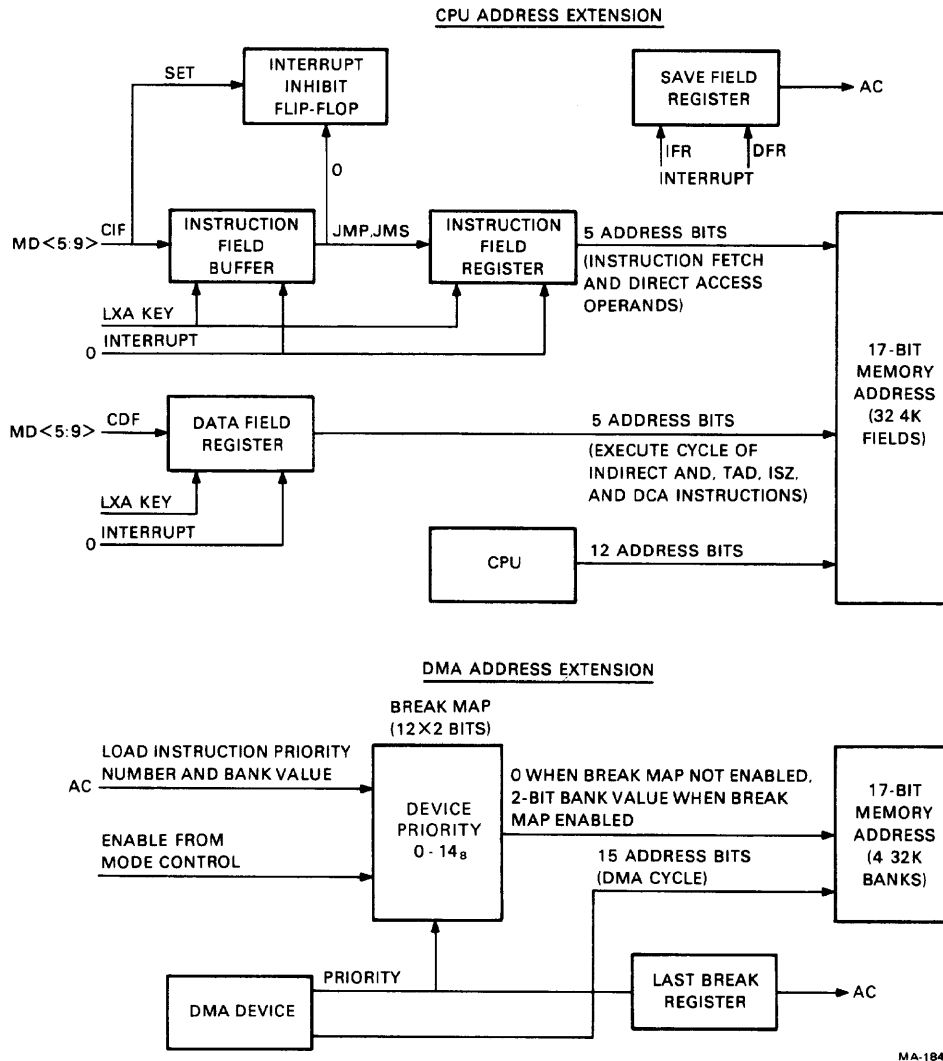 CPU ADDRESS EXTENSION
SET
INTERRUPT
INHIBIT
FLIP-FLOP
SAVE FIELD
REGISTER
AC
IFR
DFR
INTERRUPT
0
MD<5:9>
CIF
INSTRUCTION
FIELD
BUFFER
JMP,JMS
INSTRUCTION
FIELD
REGISTER
5 ADDRESS BITS
(INSTRUCTION FETCH
AND DIRECT ACCESS
OPERANDS)
LXA KEY
0 INTERRUPT
17-BIT
MEMORY
ADDRESS
(32 4K
FIELDS)
MD<5:9>
CDF
DATA FIELD
REGISTER
5 ADDRESS BITS
(EXECUTE CYCLE OF
INDIRECT AND, TAD, ISZ,
AND DCA INSTRUCTIONS)
LXA KEY
0 INTERRUPT
CPU
12 ADDRESS BITS
DMA ADDRESS EXTENSION
BREAK MAP
(12×2 BITS)
AC
LOAD INSTRUCTION PRIORITY
NUMBER AND BANK VALUE
ENABLE FROM
MODE CONTROL
DEVICE
PRIORITY
0 - 14₈
0 WHEN BREAK MAP NOT ENABLED,
2-BIT BANK VALUE WHEN BREAK
MAP ENABLED
15 ADDRESS BITS
(DMA CYCLE)
17-BIT
MEMORY
ADDRESS
(4 32K
BANKS)
DMA DEVICE
PRIORITY
LAST BREAK
REGISTER
AC
MA-184